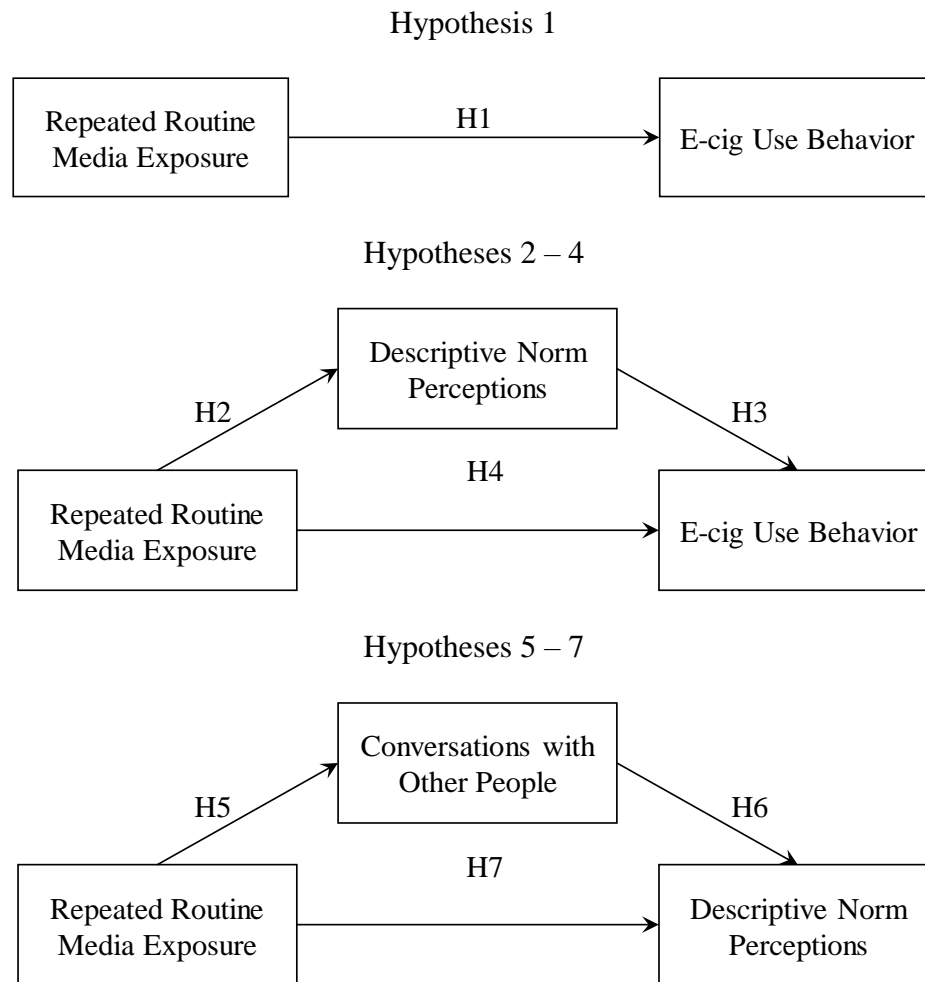 Hypothesis 1
Repeated Routine
Media Exposure
H1
E-cig Use Behavior
Hypotheses 2 – 4
Descriptive Norm
Perceptions
H2
H3
H4
Repeated Routine
Media Exposure
E-cig Use Behavior
Hypotheses 5 – 7
Conversations with
Other People
H5
H6
H7
Repeated Routine
Media Exposure
Descriptive Norm
Perceptions